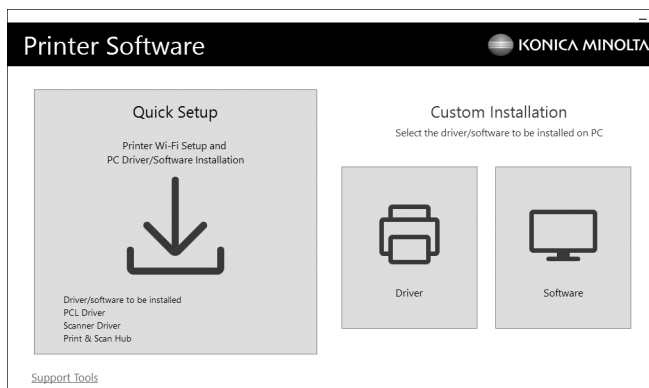 Printer Software
KONICA MINOLTA
Quick Setup
Printer Wi-Fi Setup and
PC Driver/Software Installation
Driver/software to be installed
PCL Driver
Scanner Driver
Print & Scan Hub
Custom Installation
Select the driver/software to be installed on PC
Driver
Software
Support Tools